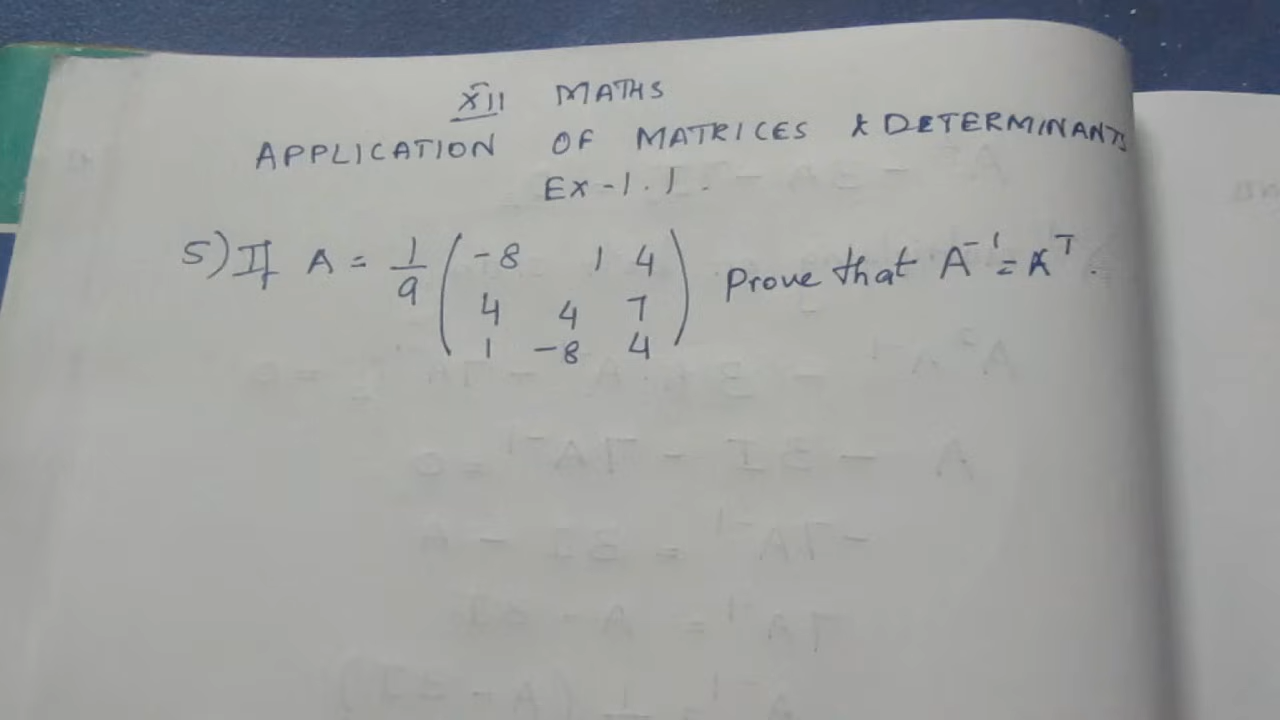 XII MATHS
APPLICATION OF MATRICES & DETERMINANTS
Ex-1.1.
5) If A = 1/9 ( -8 1 4 Prove that A⁻¹ = Aᵀ.
4 4 7
1 -8 4 )